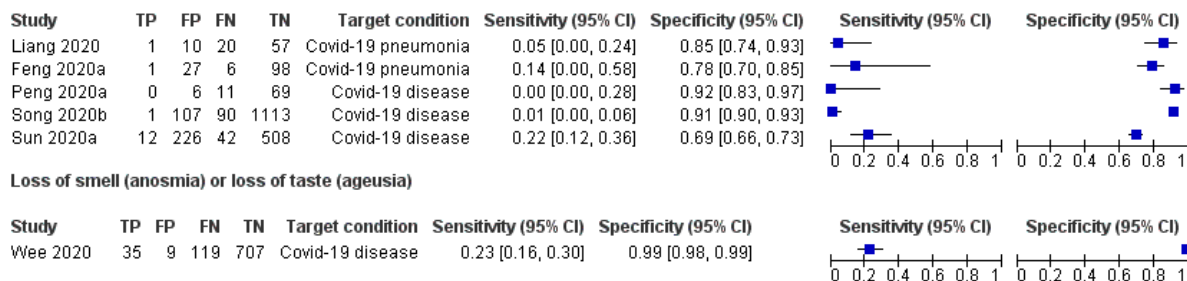 Study TP FP FN TN Target condition Sensitivity (95% CI) Specificity (95% CI) Sensitivity (95% CI) Specificity (95% CI)
Liang 2020 1 10 20 57 Covid-19 pneumonia 0.05 [0.00, 0.24] 0.85 [0.74, 0.93]
Feng 2020a 1 27 6 98 Covid-19 pneumonia 0.14 [0.00, 0.58] 0.78 [0.70, 0.85]
Peng 2020a 0 6 11 69 Covid-19 disease 0.00 [0.00, 0.28] 0.92 [0.83, 0.97]
Song 2020b 1 107 90 1113 Covid-19 disease 0.01 [0.00, 0.06] 0.91 [0.90, 0.93]
Sun 2020a 12 226 42 508 Covid-19 disease 0.22 [0.12, 0.36] 0.69 [0.66, 0.73]
0 0.2 0.4 0.6 0.8 1 0 0.2 0.4 0.6 0.8 1
Loss of smell (anosmia) or loss of taste (ageusia)
Study TP FP FN TN Target condition Sensitivity (95% CI) Specificity (95% CI) Sensitivity (95% CI) Specificity (95% CI)
Wee 2020 35 9 119 707 Covid-19 disease 0.23 [0.16, 0.30] 0.99 [0.98, 0.99]
0 0.2 0.4 0.6 0.8 1 0 0.2 0.4 0.6 0.8 1